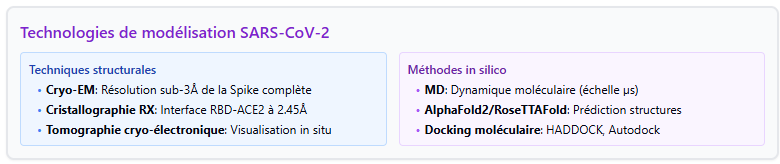 Technologies de modélisation SARS-CoV-2
Techniques structurales
• Cryo-EM: Résolution sub-3Å de la Spike complète
• Cristallographie RX: Interface RBD-ACE2 à 2.45Å
• Tomographie cryo-électronique: Visualisation in situ
Méthodes in silico
• MD: Dynamique moléculaire (échelle μs)
• AlphaFold2/RoseTTAFold: Prédiction structures
• Docking moléculaire: HADDOCK, Autodock